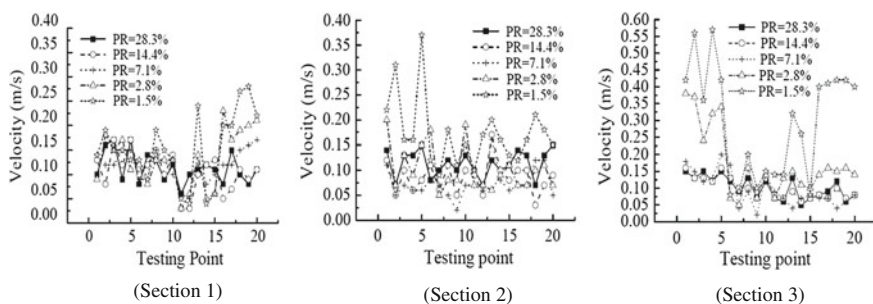 0.40
0.35
0.30
0.25
0.20
0.15
0.10
0.05
0.00
Velocity (m/s)
PR=28.3%
PR=14.4%
PR=7.1%
PR=2.8%
PR=1.5%
0 5 10 15 20
Testing Point
(Section 1)
0.40
0.35
0.30
0.25
0.20
0.15
0.10
0.05
0.00
Velocity (m/s)
PR=28.3%
PR=14.4%
PR=7.1%
PR=2.8%
PR=1.5%
0 5 10 15 20
Testing Point
(Section 2)
0.60
0.55
0.50
0.45
0.40
0.35
0.30
0.25
0.20
0.15
0.10
0.05
0.00
Velocity (m/s)
PR=28.3%
PR=14.4%
PR=7.1%
PR=2.8%
PR=1.5%
0 5 10 15 20
Testing point
(Section 3)